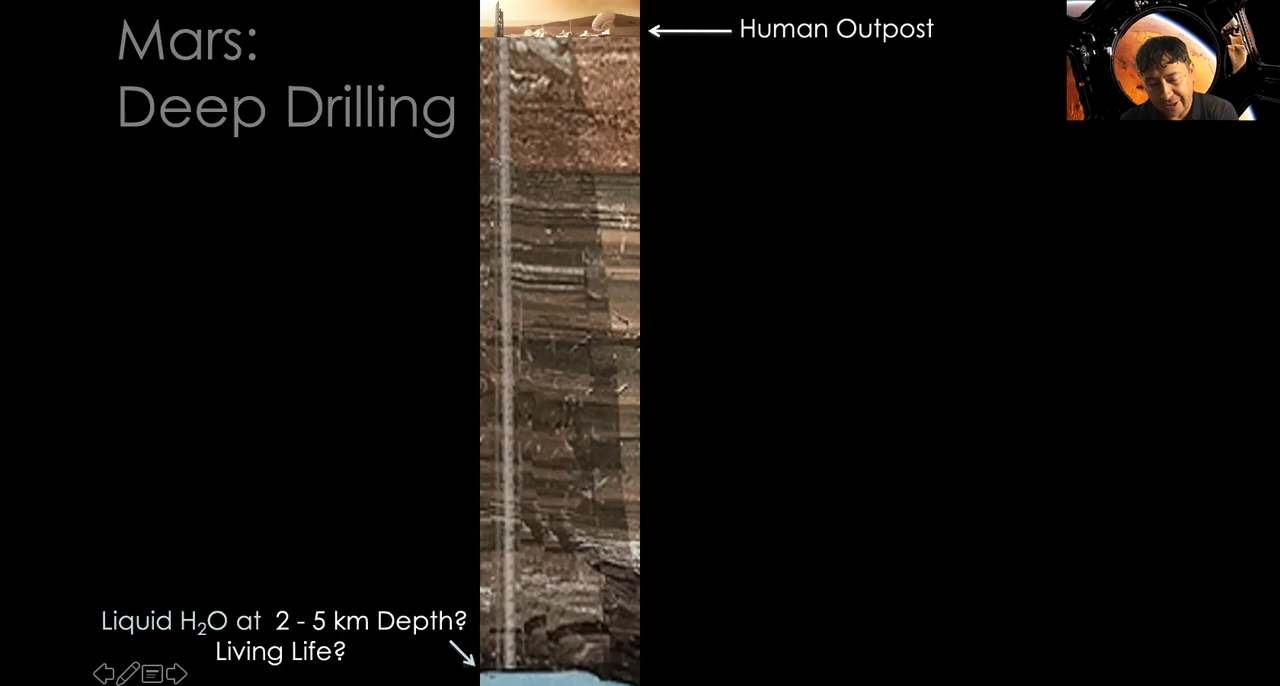 Mars:
Deep Drilling
Human Outpost
Liquid H₂O at 2 - 5 km Depth?
Living Life?